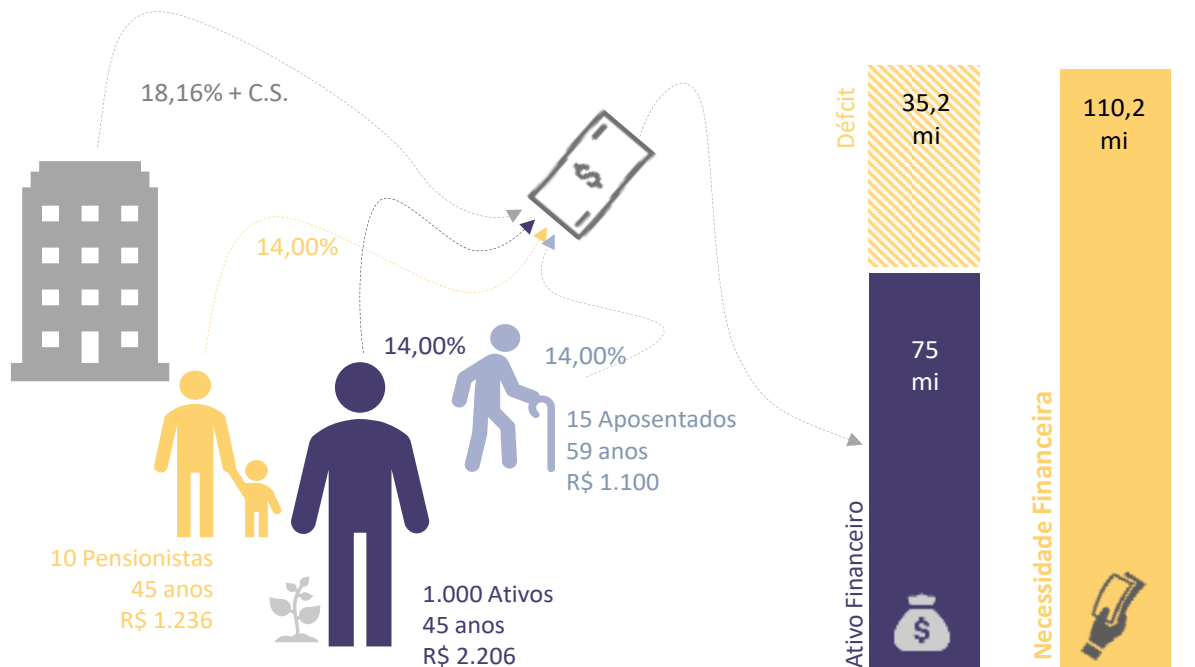 18,16% + C.S.
14,00%
14,00%
14,00%
15 Aposentados
59 anos
R$ 1.100
10 Pensionistas
45 anos
R$ 1.236
1.000 Ativos
45 anos
R$ 2.206
Défcit
35,2
mi
75
mi
Ativo Financeiro
$
110,2
mi
Necessidade Financeira
$